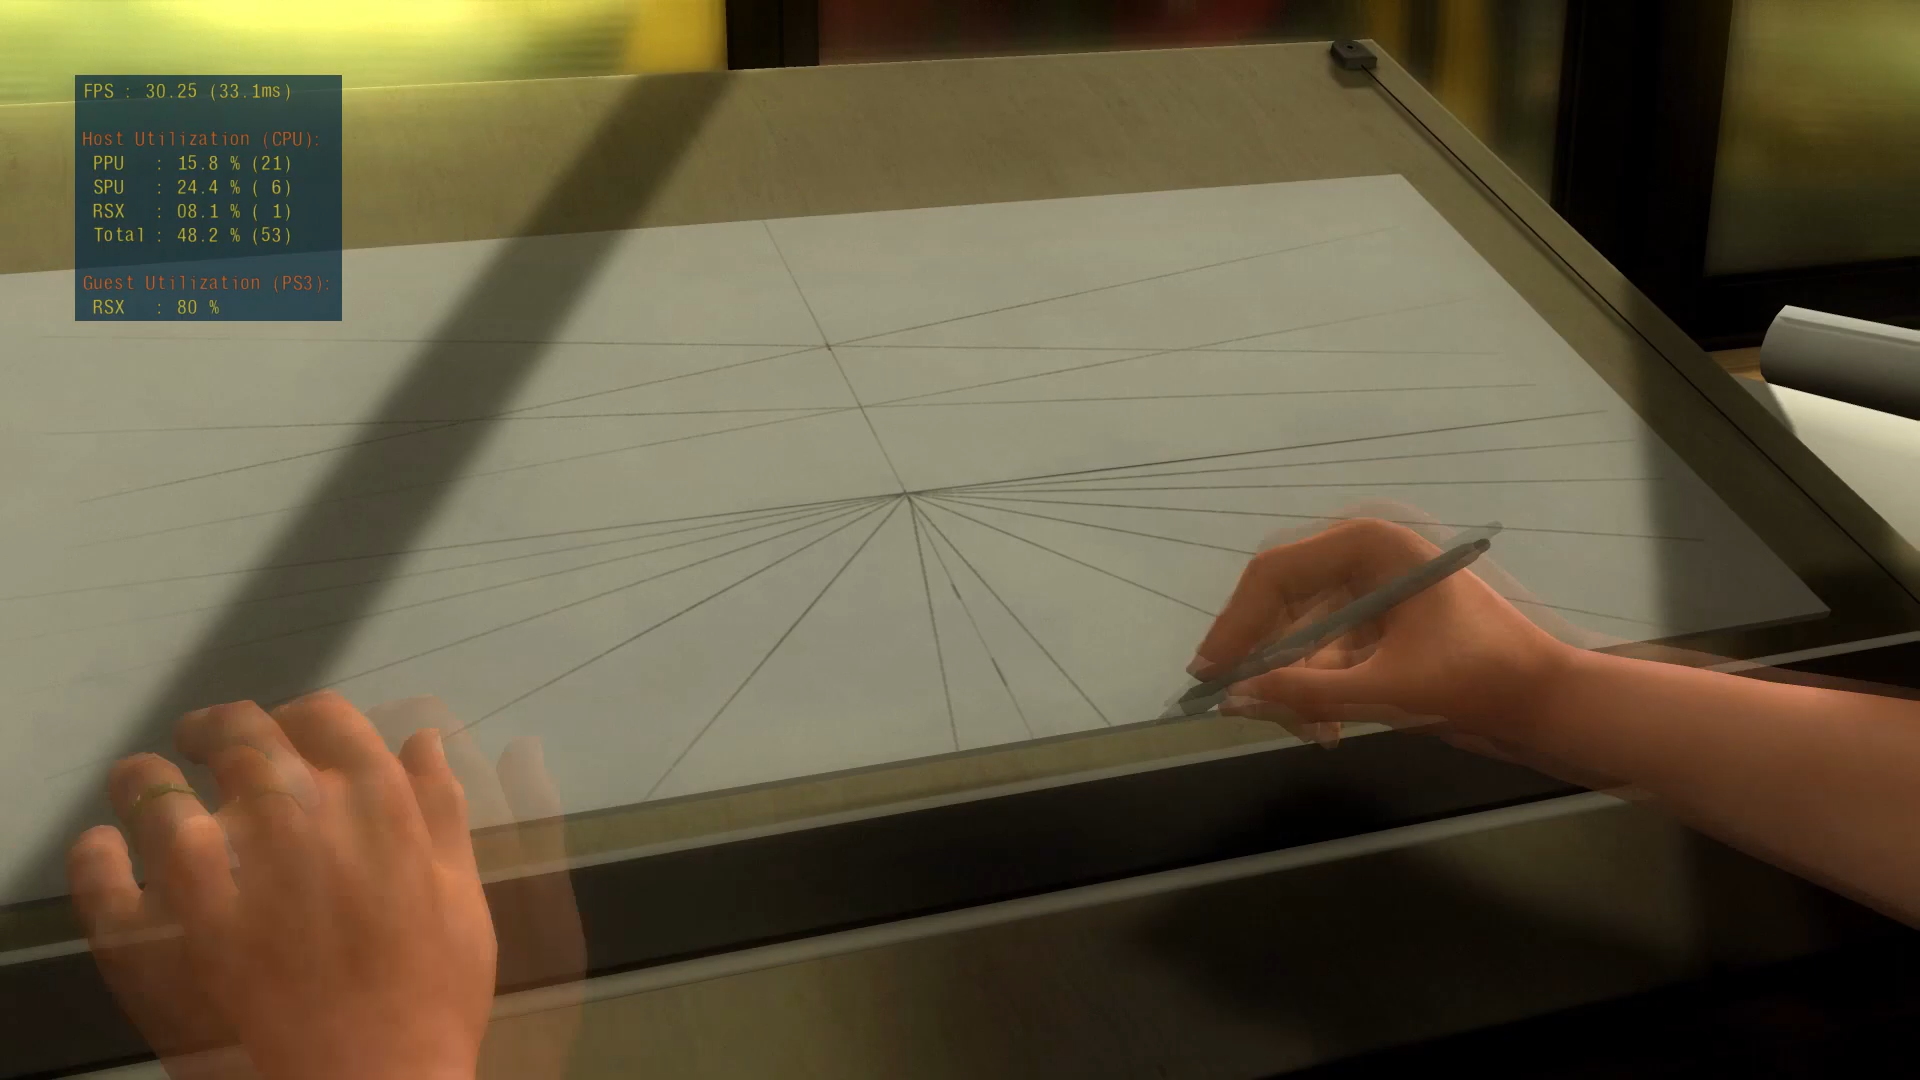 FPS : 30.25 (33.1ms)
Host Utilization (CPU):
PPU : 15.8 % (21)
SPU : 24.4 % ( 6)
RSX : 08.1 % ( 1)
Total : 48.2 % (53)
Guest Utilization (PS3):
RSX : 80 %